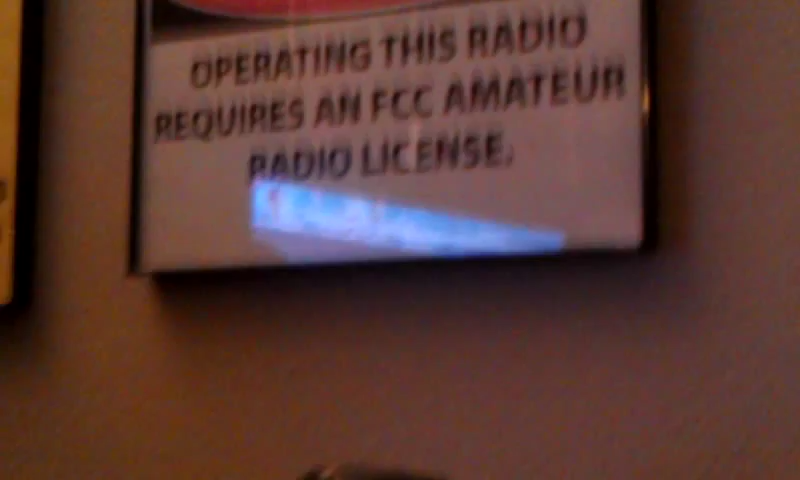 OPERATING THIS RADIO
REQUIRES AN FCC AMATEUR
RADIO LICENSE.